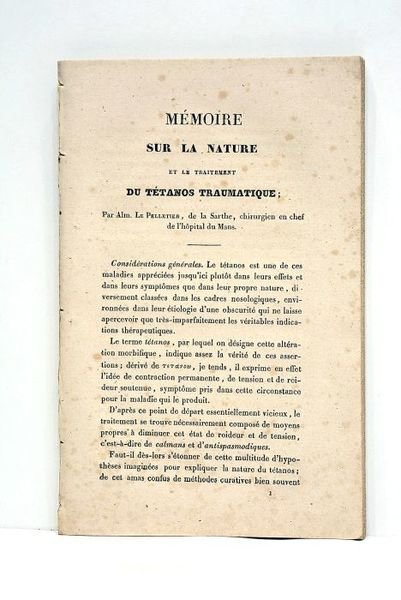 MÉMOIRE
SUR LA NATURE
ET LE TRAITEMENT
DU TÉTANOS TRAUMATIQUE;
Par Alm. Le Pelletier, de la Sarthe, chirurgien en chef
de l'hôpital du Mans.
Considérations générales. Le tétanos est une de ces
maladies appréciées jusqu'ici plutôt dans leurs effets et
dans leurs symptômes que dans leur propre nature, di-
versement classées dans les cadres nosologiques, envi-
ronnées dans leur étiologie d'une obscurité qui ne laisse
apercevoir que très-imparfaitement les véritables indica-
tions thérapeutiques.
Le terme tétanos, par lequel on désigne cette altéra-
tion morbifique, indique assez la vérité de ces asser-
tions; dérivé de τεταίνω, je tends, il exprime en effet
l'idée de contraction permanente, de tension et de roi-
deur soutenue, symptôme pris dans cette circonstance
pour la maladie qui le produit.
D'après ce point de départ essentiellement vicieux, le
traitement se trouve nécessairement composé de moyens
propres à diminuer cet état de roideur et de tension,
c'est-à-dire de calmans et d'antispasmodiques.
Faut-il dès-lors s'étonner de cette multitude d'hypo-
thèses imaginées pour expliquer la nature du tétanos;
de cet amas confus de méthodes curatives bien souvent
1